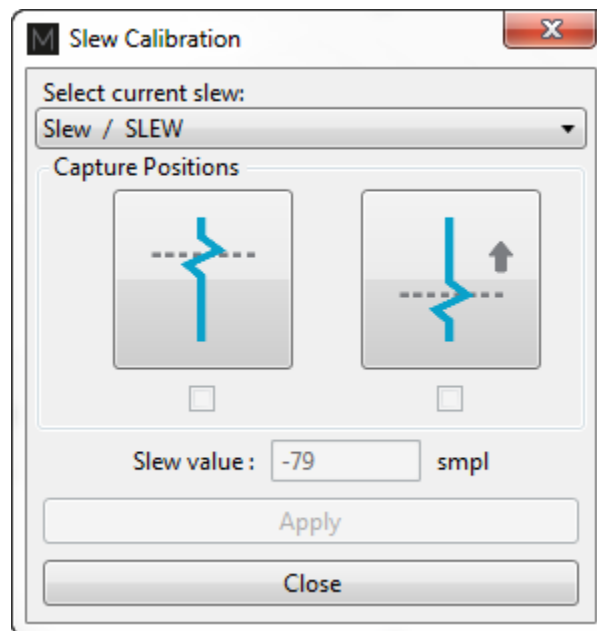 M Slew Calibration
Select current slew:
Slew / SLEW
Capture Positions
Slew value : -79 smpl
Apply
Close